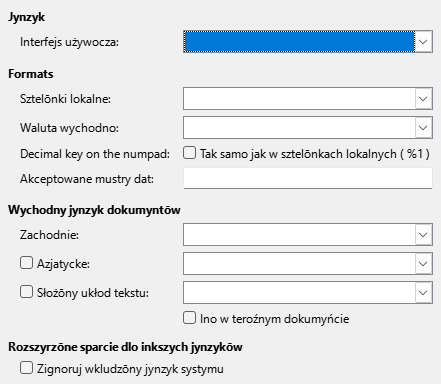 Jynzyk
Interfejs używocza:
Formats
Sztelōnki lokalne:
Waluta wychodno:
Decimal key on the numpad: Tak samo jak w sztelōnkach lokalnych ( %1 )
Akceptowane mustry dat:
Wychodny jynzyk dokumyntōw
Zachodnie:
Azjatycke:
Słożōny ukłod tekstu:
Ino w teroźnym dokumyńcie
Rozszyrzōne sparcie dlo inkszych jynzykōw
Zignoruj wkludzōny jynzyk systymu